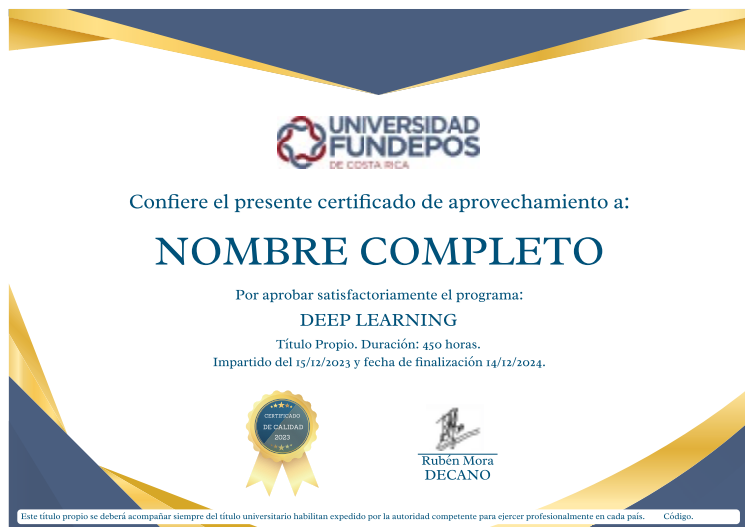 UNIVERSIDAD
FUNDEPOS
DE COSTA RICA
Confiere el presente certificado de aprovechamiento a:
NOMBRE COMPLETO
Por aprobar satisfactoriamente el programa:
DEEP LEARNING
Título Propio. Duración: 450 horas.
Impartido del 15/12/2023 y fecha de finalización 14/12/2024.
CERTIFICADO
DE CALIDAD
2023
Rubén Mora
DECANO
Este título propio se deberá acompañar siempre del título universitario habilitan expedido por la autoridad competente para ejercer profesionalmente en cada país. Código.